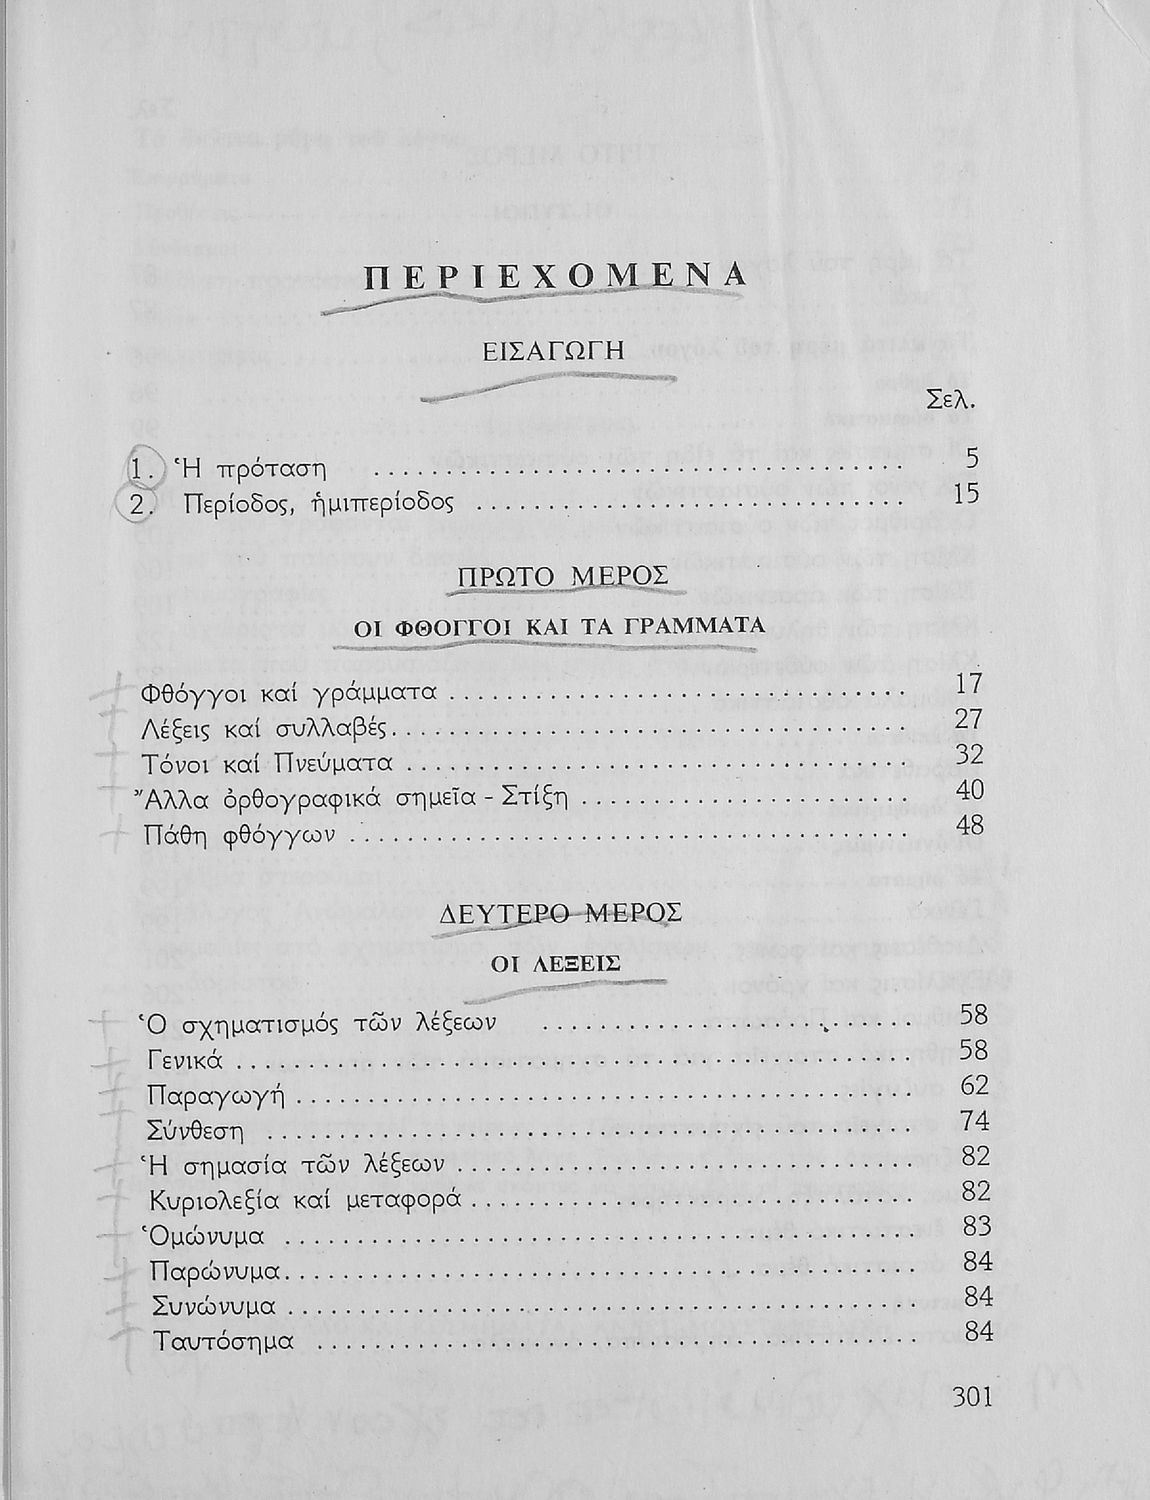 ΠΕΡΙΕΧΟΜΕΝΑ
ΕΙΣΑΓΩΓΗ
Σελ.
1. Ἡ πρόταση .................................... 5
2. Περίοδος, ἡμιπερίοδος .............................. 15
ΠΡΩΤΟ ΜΕΡΟΣ
ΟΙ ΦΘΟΓΓΟΙ ΚΑΙ ΤΑ ΓΡΑΜΜΑΤΑ
Φθόγγοι καί γράμματα ................................ 17
Λέξεις καί συλλαβές..................................... 27
Τόνοι καί Πνεύματα .................................... 32
Ἄλλα ὀρθογραφικά σημεῖα - Στίξη ........................ 40
Πάθη φθόγγων ....................................... 48
ΔΕΥΤΕΡΟ ΜΕΡΟΣ
ΟΙ ΛΕΞΕΙΣ
Ὁ σχηματισμός τῶν λέξεων .......................... 58
Γενικά ................................................ 58
Παραγωγή ........................................... 62
Σύνθεση ............................................. 74
Ἡ σημασία τῶν λέξεων ................................ 82
Κυριολεξία καί μεταφορά ............................... 82
Ὁμώνυμα ............................................ 83
Παρώνυμα............................................ 84
Συνώνυμα ............................................ 84
Ταυτόσημα .......................................... 84
301